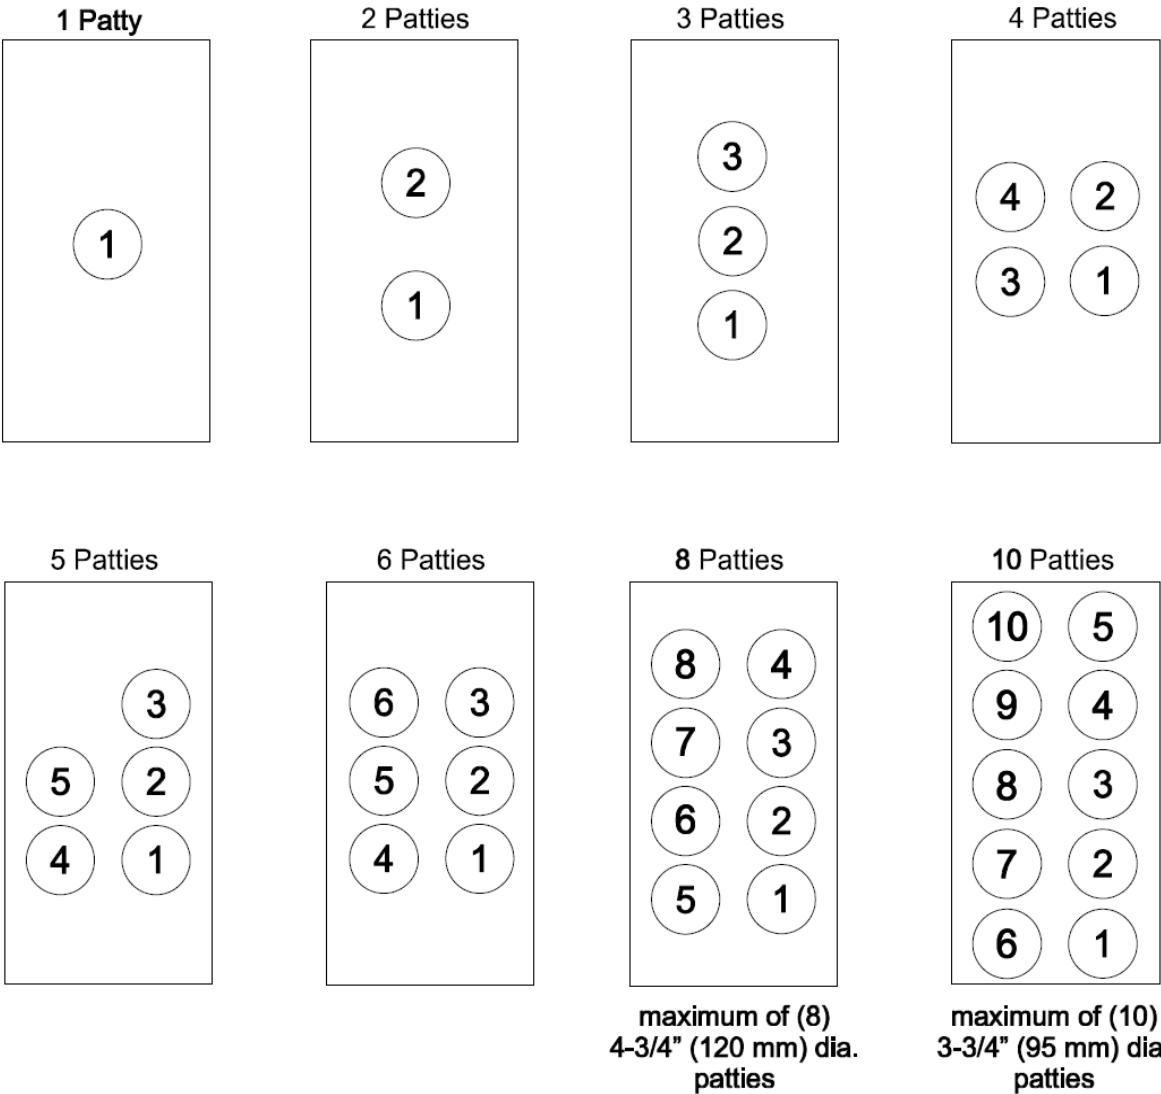 1 Patty
2 Patties
3 Patties
4 Patties
1
2
1
3
2
1
4 2
3 1
5 Patties
6 Patties
8 Patties
10 Patties
3
5 2
4 1
6 3
5 2
4 1
8 4
7 3
6 2
5 1
10 5
9 4
8 3
7 2
6 1
maximum of (8)
4-3/4” (120 mm) dia.
patties
maximum of (10)
3-3/4” (95 mm) dia
patties